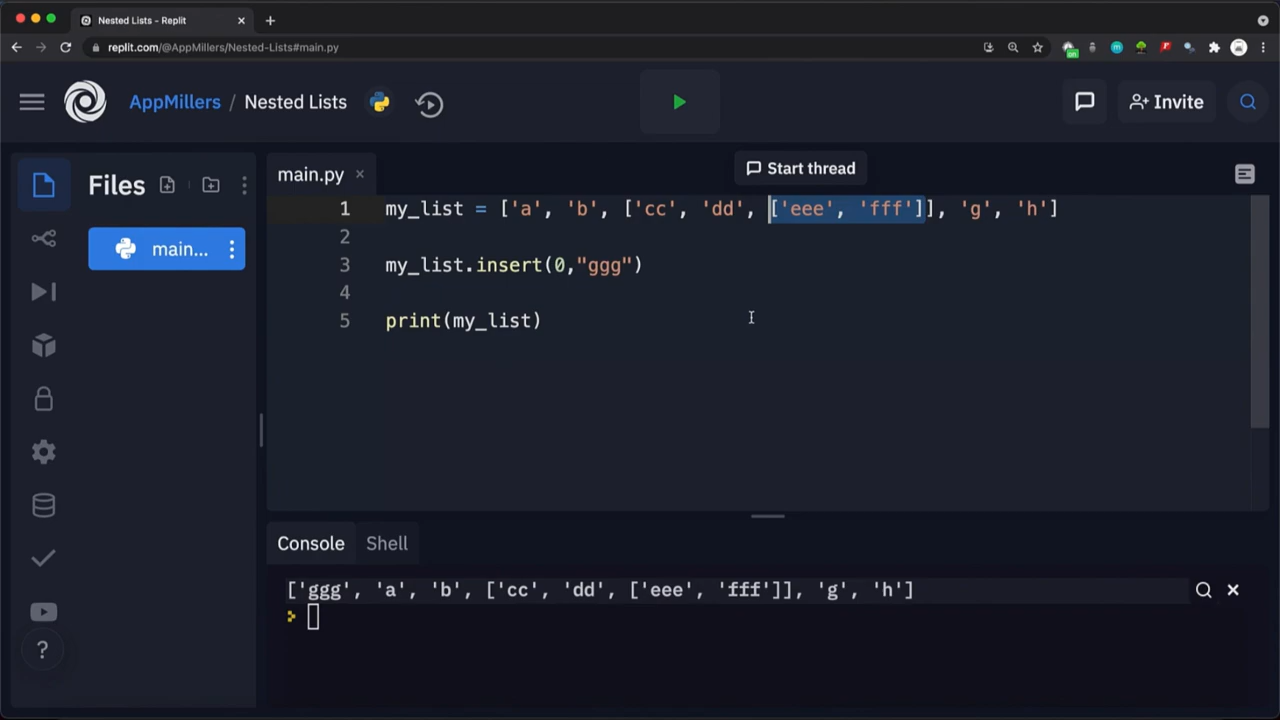 Nested Lists - Replit
replit.com/@AppMillers/Nested-Lists#main.py
on
AppMillers / Nested Lists
Invite
Files
main...
main.py
Start thread
1 my_list = ['a', 'b', ['cc', 'dd', ['eee', 'fff']], 'g', 'h']
2
3 my_list.insert(0,"ggg")
4
5 print(my_list)
Console Shell
['ggg', 'a', 'b', ['cc', 'dd', ['eee', 'fff']], 'g', 'h']
>
?